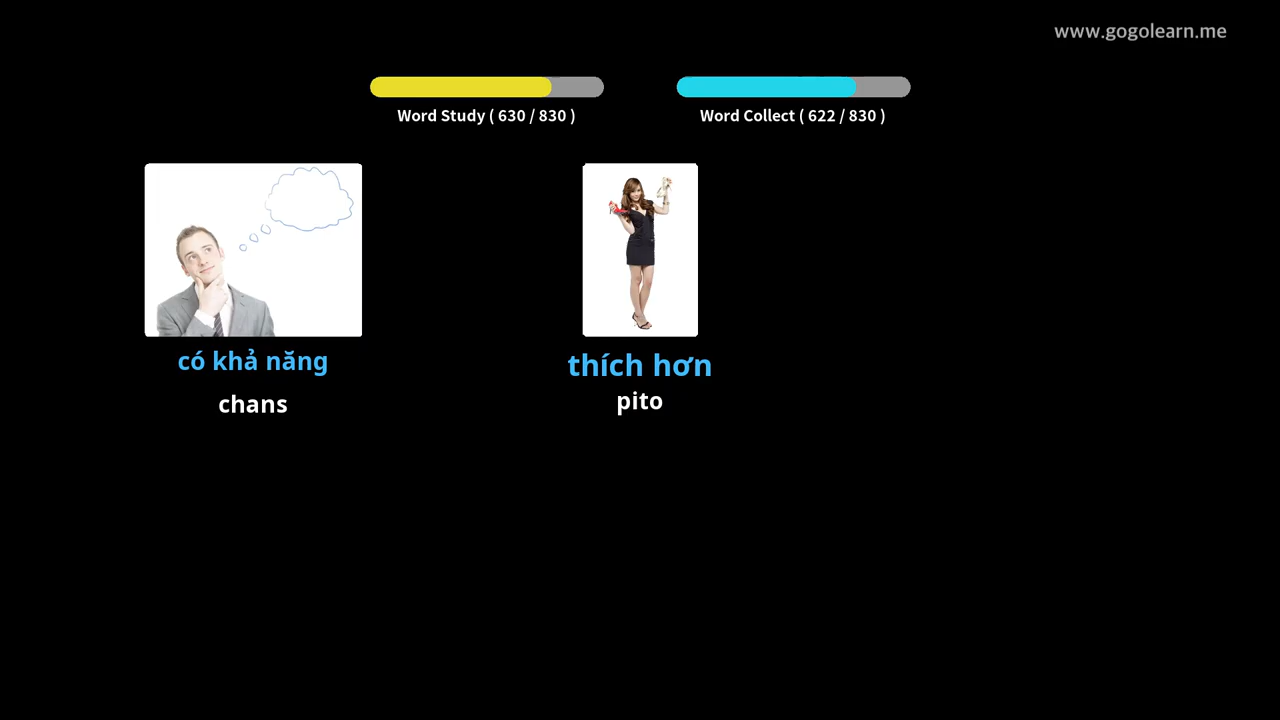 www.gogolearn.me
Word Study ( 630 / 830 )
Word Collect ( 622 / 830 )
có khả năng
chans
thích hơn
pito